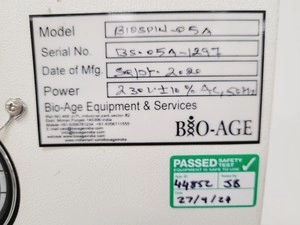 Model BIOSPIN-05A
Serial No. BS-05A-1297
Date of Mfg. Sept. 2020
Power 230V ±10% AC, 50Hz
Bio-Age Equipment & Services
BIO-AGE
PASSED SAFETY TEST
EQUIPMENT IS SAFE TO USE
44852 SB
27/4/21